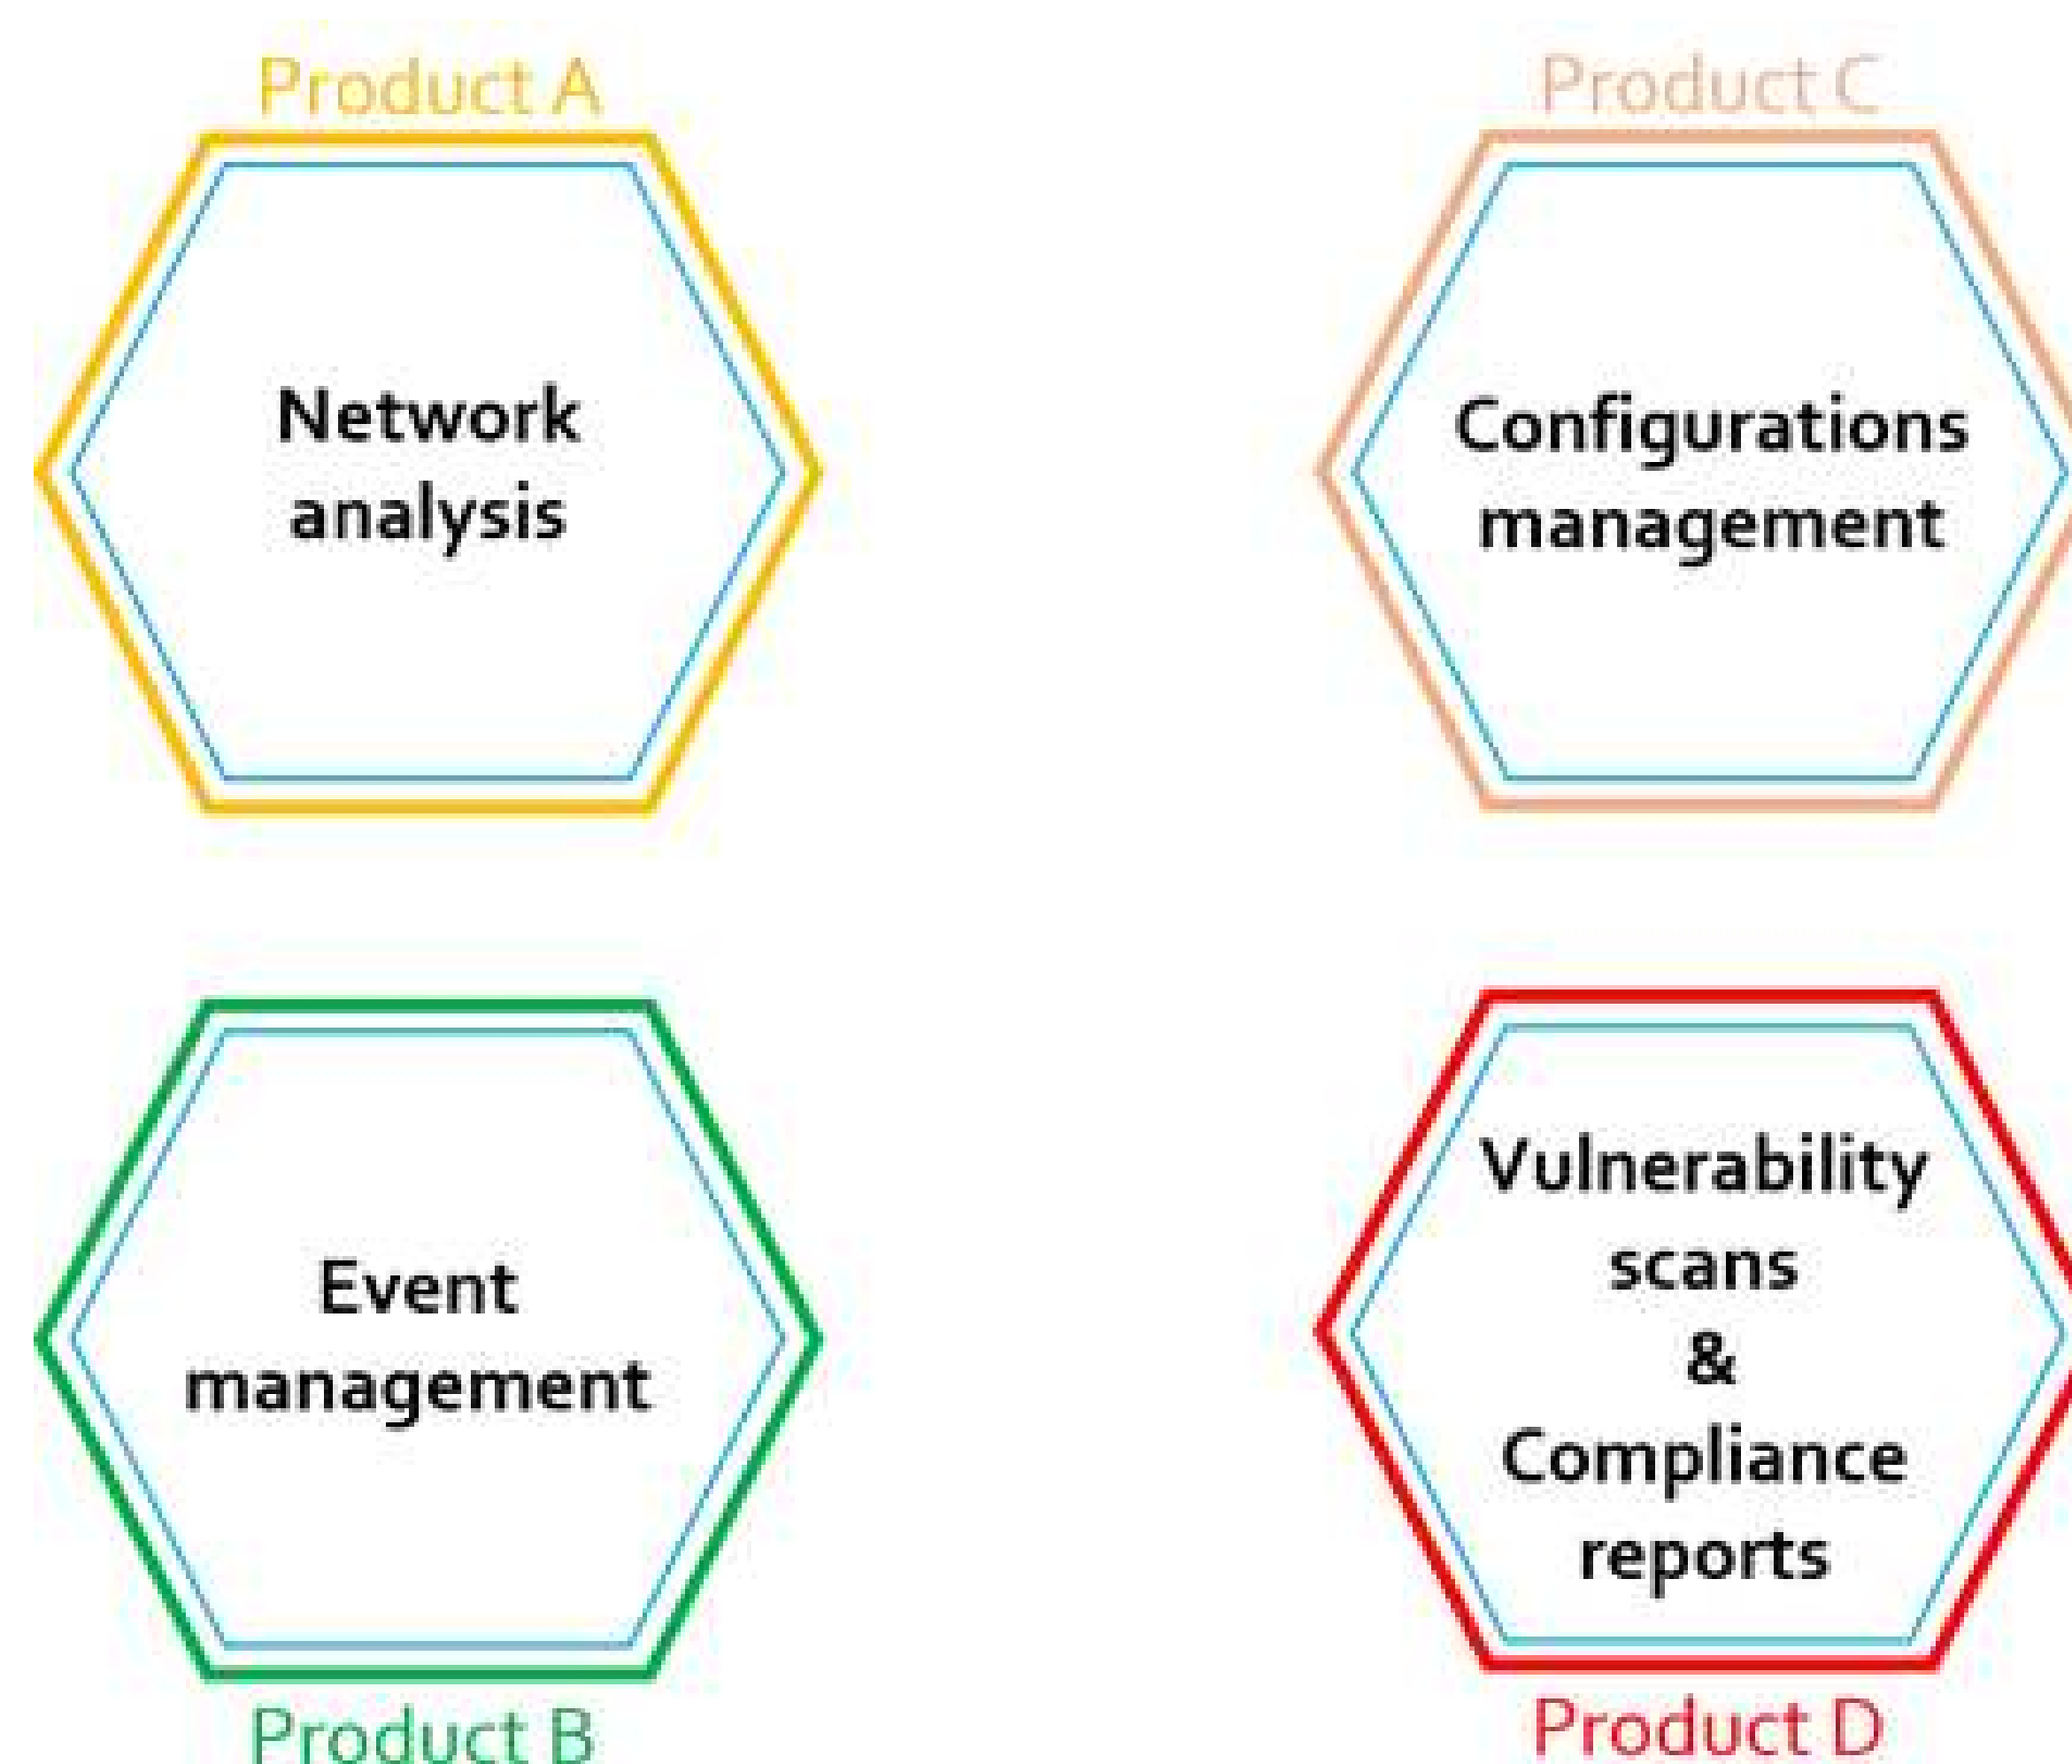 Product A
Network
analysis
Product C
Configurations
management
Event
management
Product B
Vulnerability
scans
&
Compliance
reports
Product D